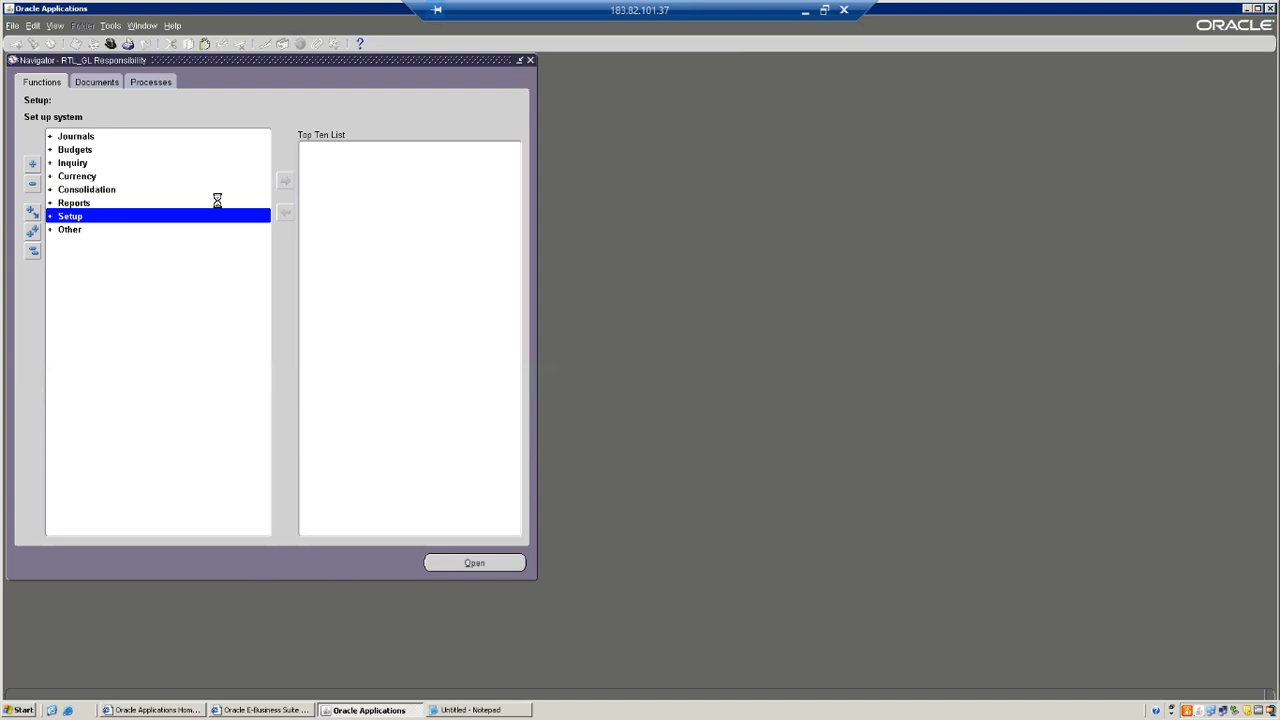 Oracle Applications
183.82.101.37
File Edit View Folder Tools Window Help
ORACLE
Navigator - RTL_GL Responsibility
Functions Documents Processes
Setup:
Set up system
Top Ten List
+ Journals
+ Budgets
+ Inquiry
+ Currency
+ Consolidation
+ Reports
+ Setup
+ Other
Open
Start
Oracle Applications Hom...
Oracle E-Business Suite ...
Oracle Applications
Untitled - Notepad